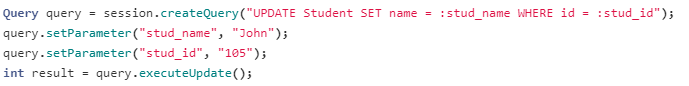 Query query = session.createQuery("UPDATE Student SET name = :stud_name WHERE id = :stud_id");
query.setParameter("stud_name", "John");
query.setParameter("stud_id", "105");
int result = query.executeUpdate();